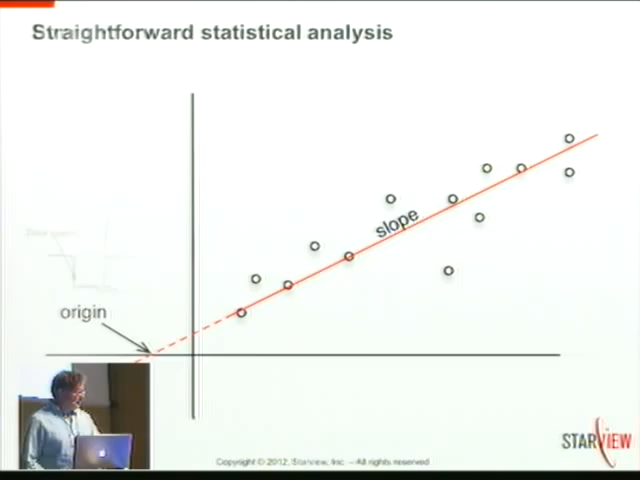 Straightforward statistical analysis
slope
origin
STARVIEW
Copyright © 2012, Starview, Inc. – All rights reserved